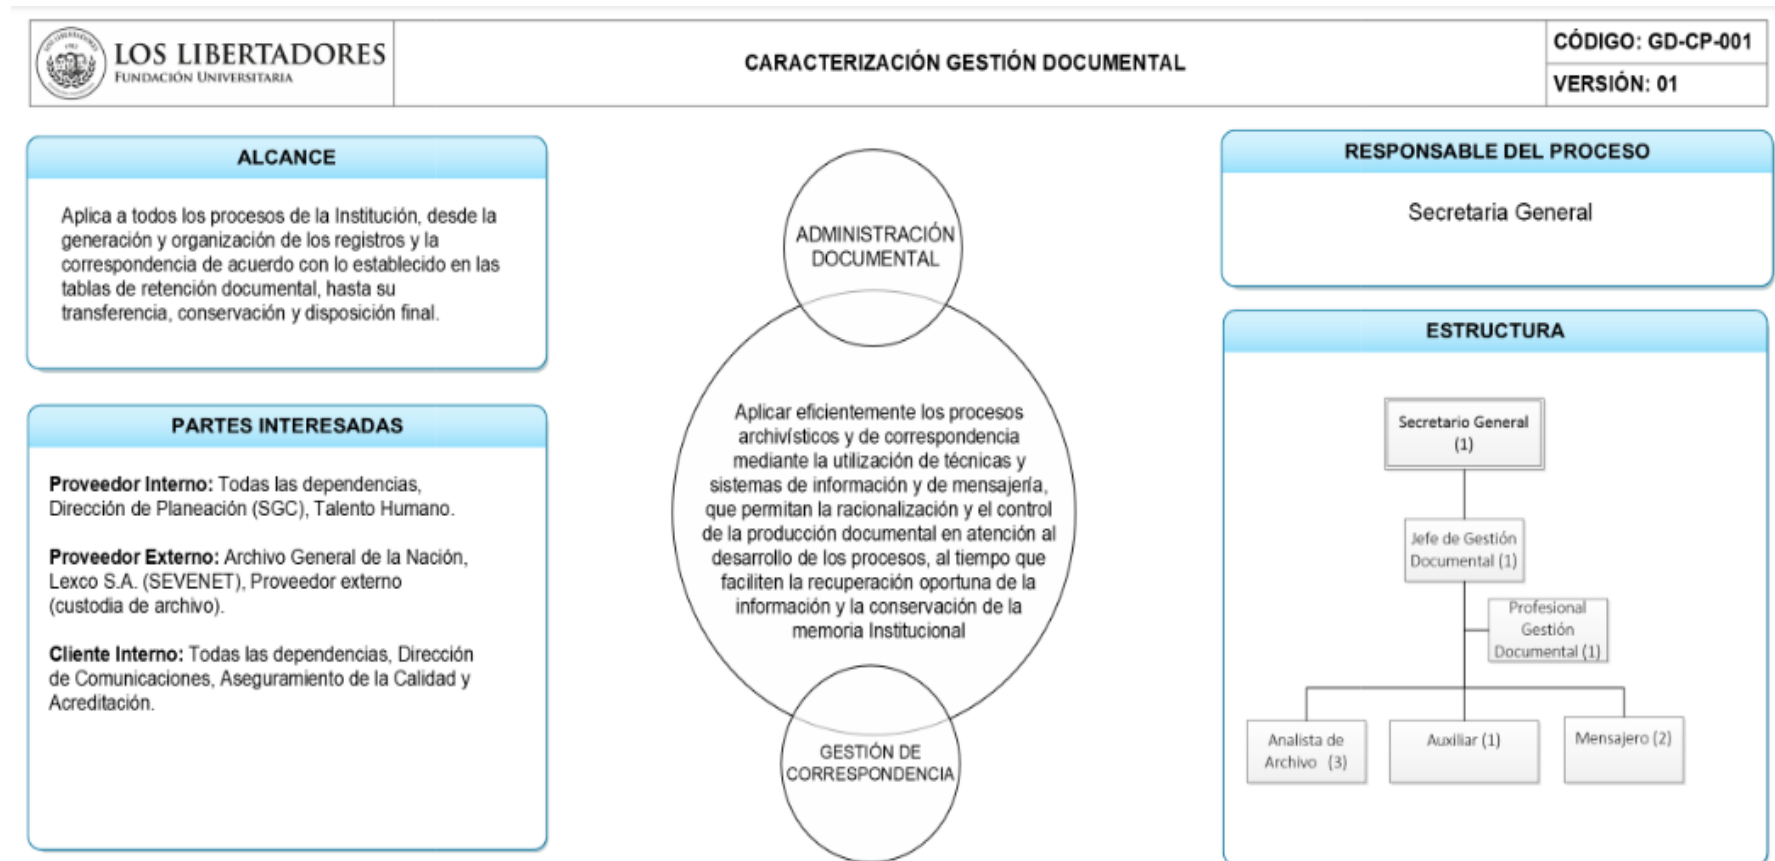 LOS LIBERTADORES
FUNDACIÓN UNIVERSITARIA
CARACTERIZACIÓN GESTIÓN DOCUMENTAL
CÓDIGO: GD-CP-001
VERSIÓN: 01
ALCANCE
Aplica a todos los procesos de la Institución, desde la
generación y organización de los registros y la
correspondencia de acuerdo con lo establecido en las
tablas de retención documental, hasta su
transferencia, conservación y disposición final.
PARTES INTERESADAS
Proveedor Interno: Todas las dependencias,
Dirección de Planeación (SGC), Talento Humano.
Proveedor Externo: Archivo General de la Nación,
Lexco S.A. (SEVENET), Proveedor externo
(custodia de archivo).
Cliente Interno: Todas las dependencias, Dirección
de Comunicaciones, Aseguramiento de la Calidad y
Acreditación.
ADMINISTRACIÓN
DOCUMENTAL
Aplicar eficientemente los procesos
archivísticos y de correspondencia
mediante la utilización de técnicas y
sistemas de información y de mensajería,
que permitan la racionalización y el control
de la producción documental en atención al
desarrollo de los procesos, al tiempo que
faciliten la recuperación oportuna de la
información y la conservación de la
memoria Institucional
GESTIÓN DE
CORRESPONDENCIA
RESPONSABLE DEL PROCESO
Secretaria General
ESTRUCTURA
Secretario General
(1)
Jefe de Gestión
Documental (1)
Profesional
Gestión
Documental (1)
Analista de
Archivo (3)
Auxiliar (1)
Mensajero (2)